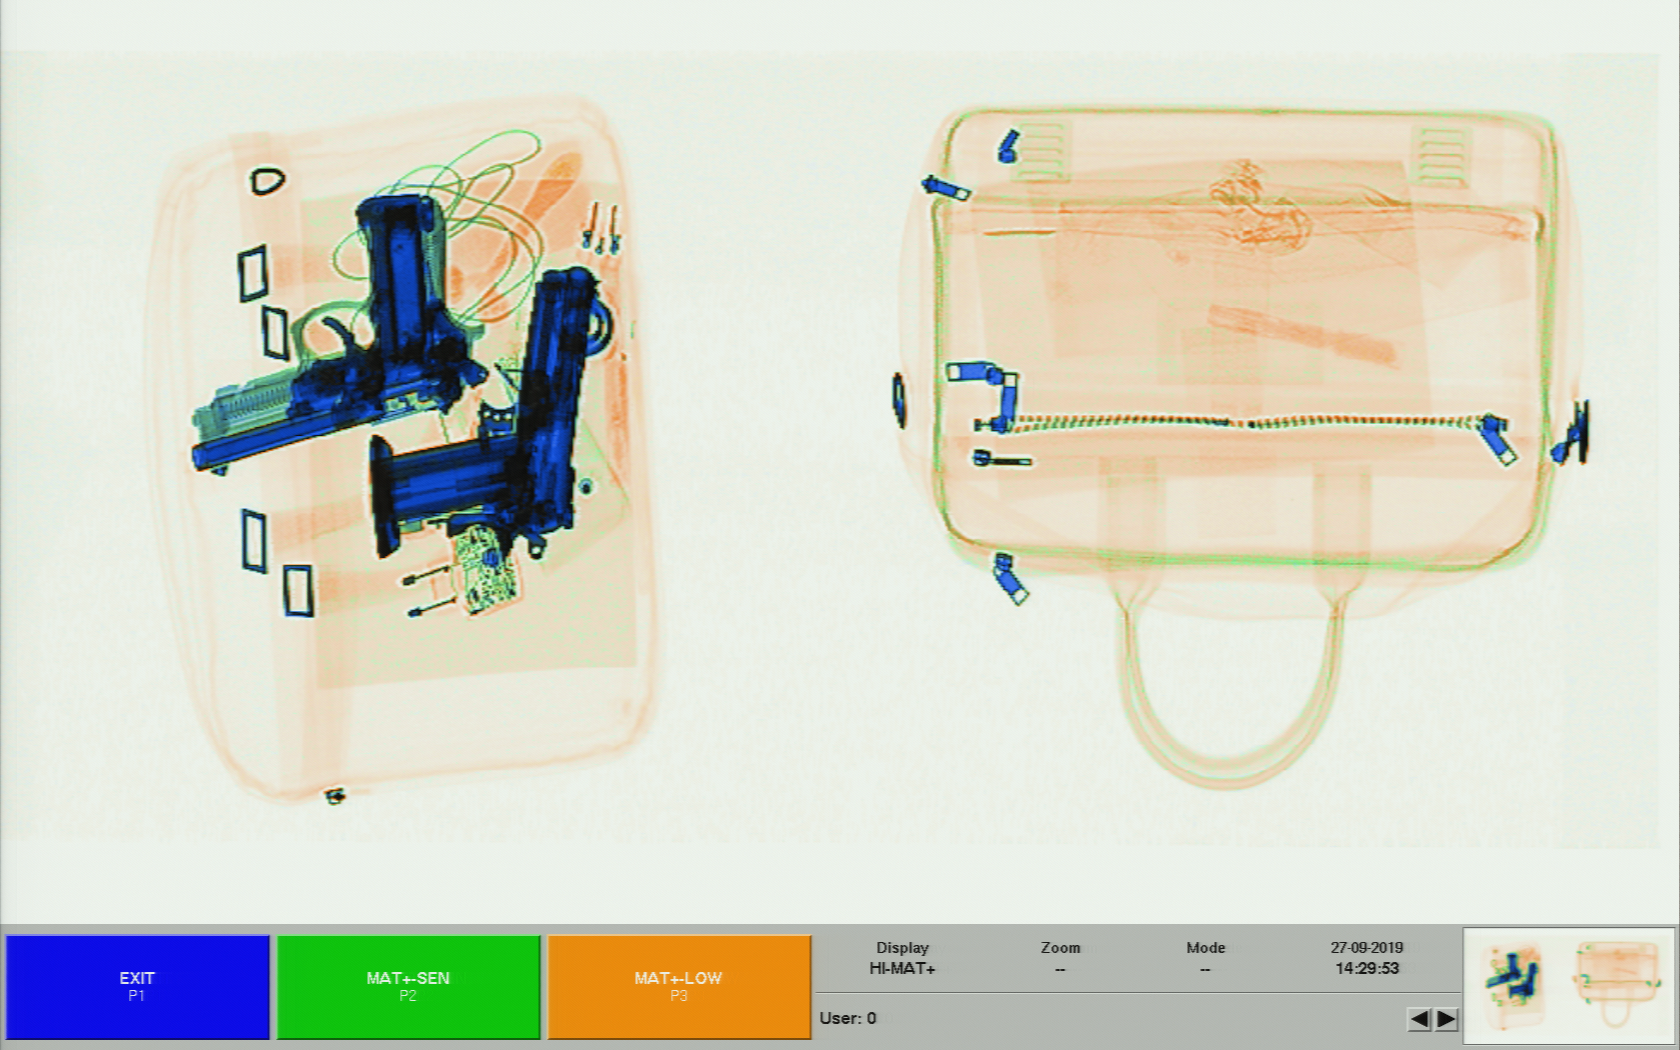 EXIT
P1
MAT+-SEN
P2
MAT+-LOW
P3
Display
HI-MAT+
Zoom
--
Mode
--
27-09-2019
14:29:53
User: 0